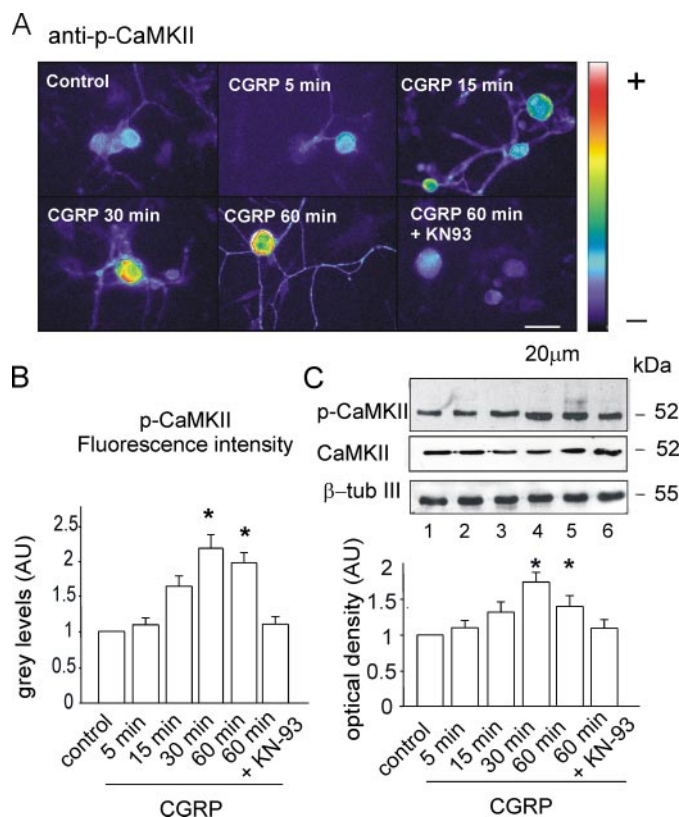 A
anti-p-CaMKII
Control
CGRP 5 min
CGRP 15 min
CGRP 30 min
CGRP 60 min
CGRP 60 min
+ KN93
+
–
20μm
B
p-CaMKII
Fluorescence intensity
grey levels (AU)
2.5
2
1.5
1
0.5
0
*
*
control
5 min
15 min
30 min
60 min
60 min
+ KN-93
CGRP
C
kDa
p-CaMKII
– 52
CaMKII
– 52
β–tub III
– 55
1 2 3 4 5 6
optical density (AU)
2
1.5
1
0.5
0
*
*
control
5 min
15 min
30 min
60 min
60 min
+ KN-93
CGRP